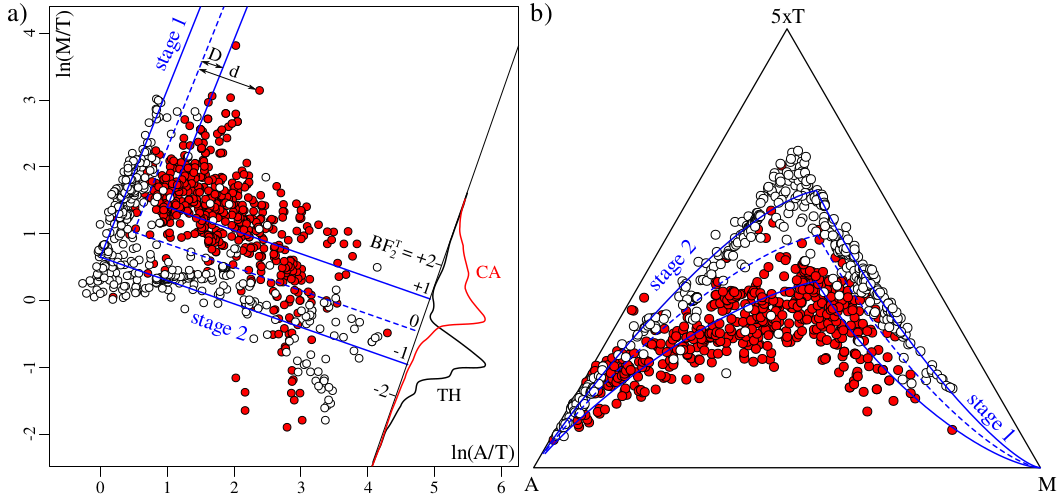 a)
ln(M/T)
4
3
2
1
0
-1
-2
stage 1
D
d
BF₂ᵀ= +2
+1
0
-1
-2
CA
TH
stage 2
ln(A/T)
0 1 2 3 4 5 6
b)
5xT
stage 2
stage 1
A
M